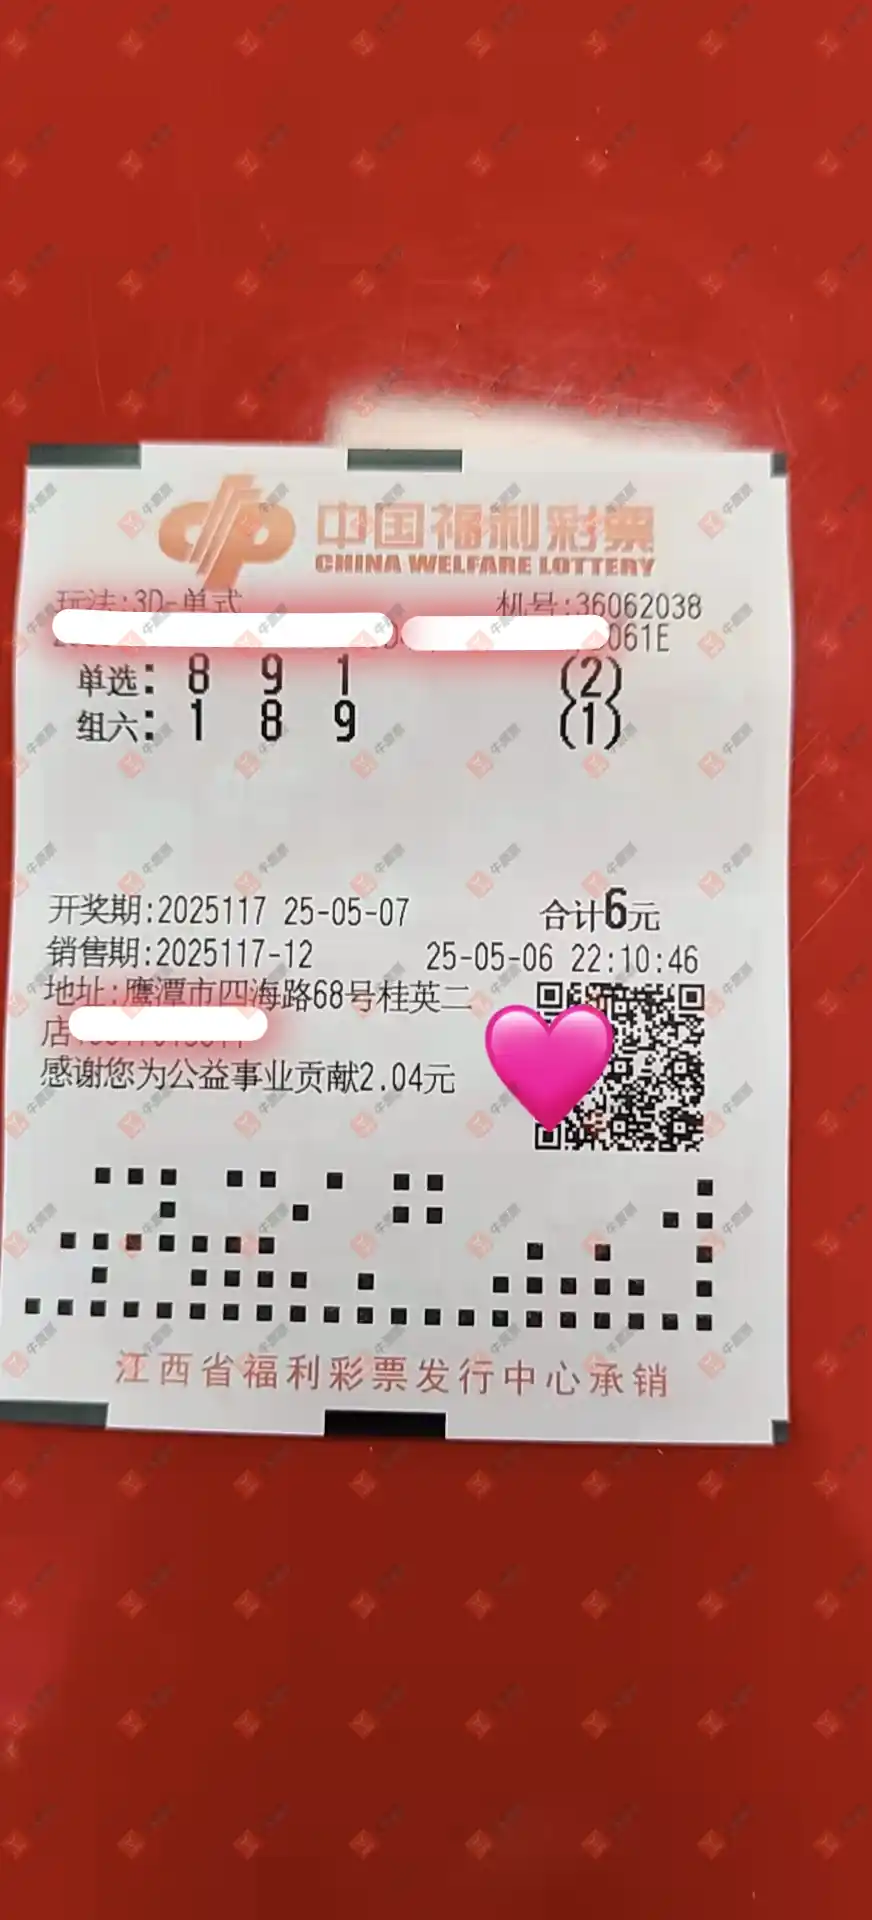 中国福利彩票
CHINA WELFARE LOTTERY
玩法:3D-单式 机号:36062038
061E
单选: 8 9 1 (2)
组六: 1 8 9 (1)
开奖期:2025117 25-05-07 合计6元
销售期:2025117-12 25-05-06 22:10:46
地址:鹰潭市四海路68号桂英二
店
感谢您为公益事业贡献2.04元
江西省福利彩票发行中心承销